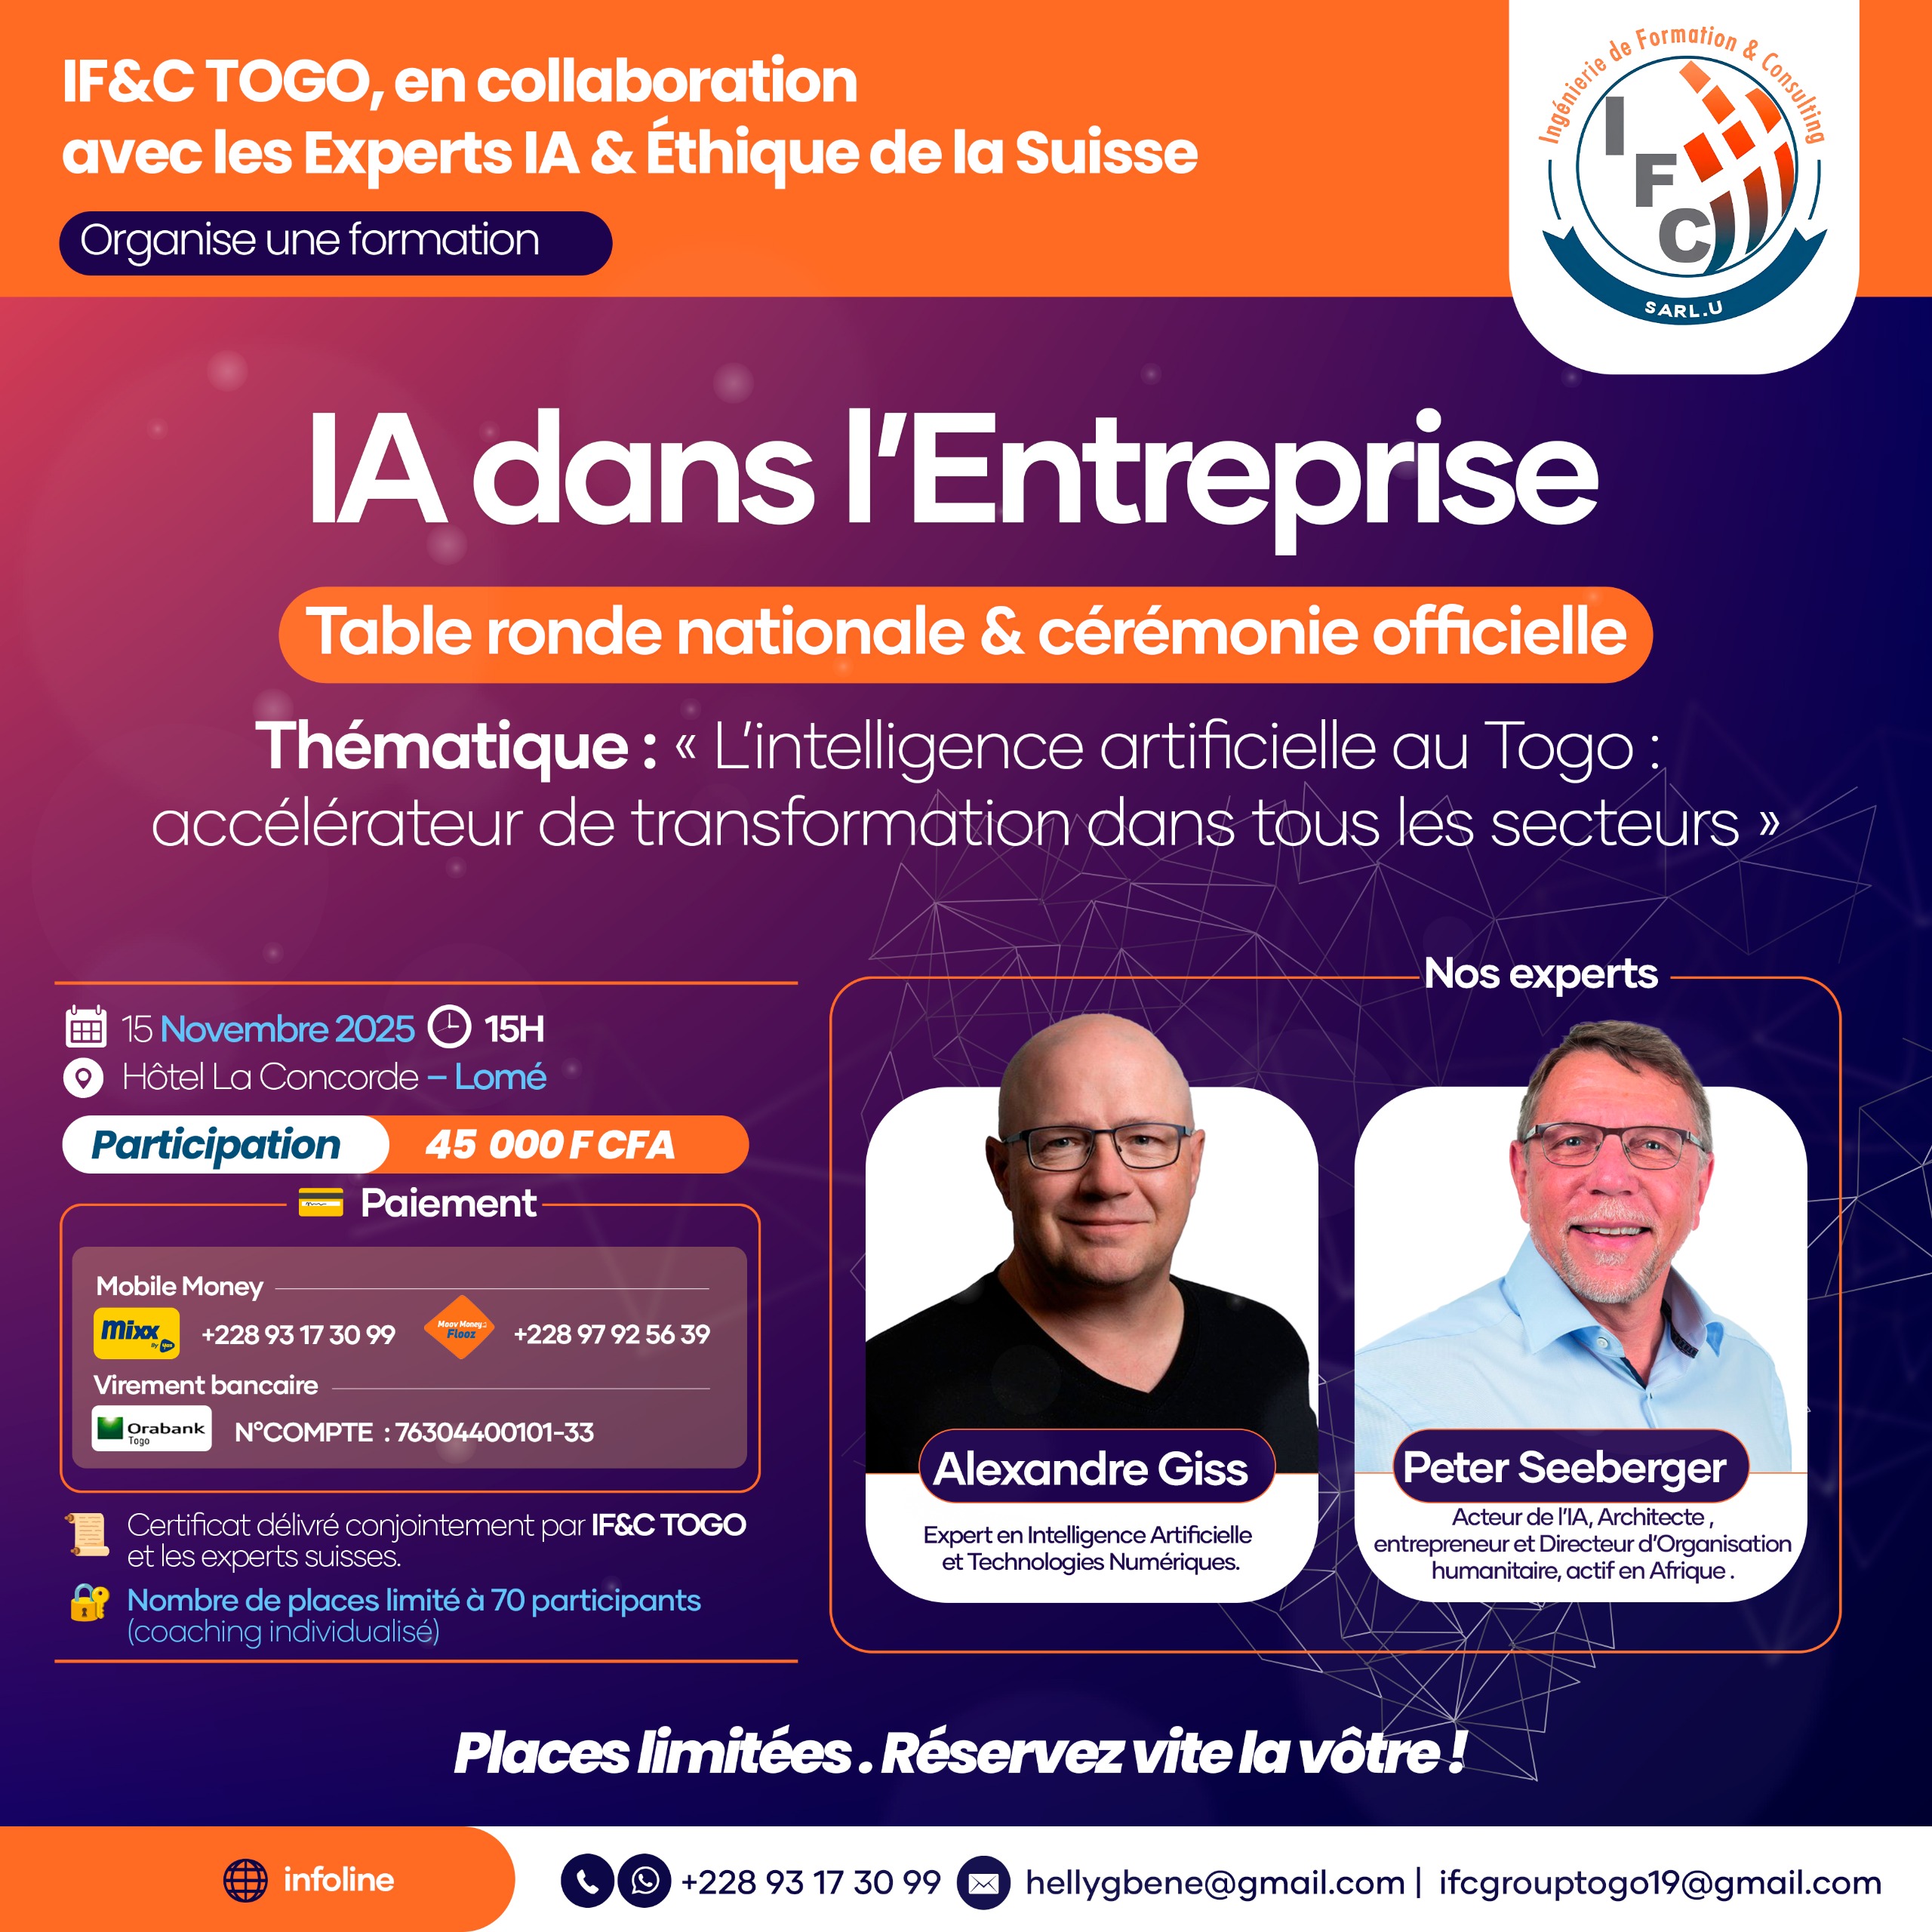 IF&C TOGO, en collaboration
avec les Experts IA & Éthique de la Suisse
Organise une formation
Ingénierie de Formation & Consulting
I
F
C
SARL.U
IA dans l'Entreprise
Table ronde nationale & cérémonie officielle
Thématique : « L'intelligence artificielle au Togo :
accélérateur de transformation dans tous les secteurs »
15 Novembre 2025 15H
Hôtel La Concorde – Lomé
Participation 45 000 F CFA
Paiement
Mobile Money
Mixx +228 93 17 30 99 Moov Money Flooz +228 97 92 56 39
Virement bancaire
Orabank Togo N°COMPTE : 76304400101-33
Certificat délivré conjointement par IF&C TOGO
et les experts suisses.
Nombre de places limité à 70 participants
(coaching individualisé)
Nos experts
Alexandre Giss
Expert en Intelligence Artificielle
et Technologies Numériques.
Peter Seeberger
Acteur de l'IA, Architecte ,
entrepreneur et Directeur d'Organisation
humanitaire, actif en Afrique .
Places limitées . Réservez vite la vôtre !
infoline
+228 93 17 30 99 hellygbene@gmail.com | ifcgrouptogo19@gmail.com